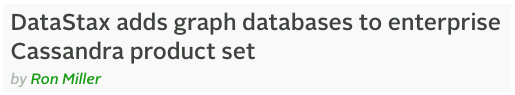 DataStax adds graph databases to enterprise
Cassandra product set
by Ron Miller